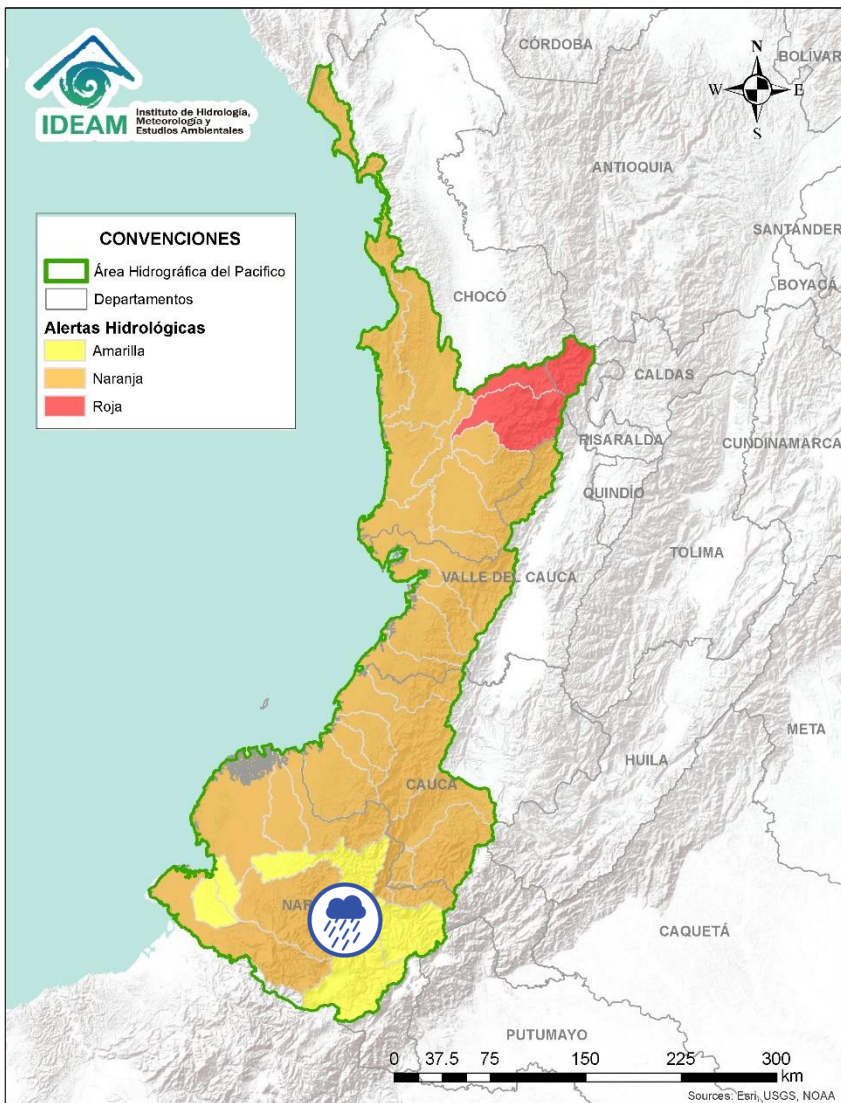 IDEAM
Instituto de Hidrología,
Meteorología y
Estudios Ambientales
CÓRDOBA
BOLÍVAR
N
W
E
S
ANTIOQUIA
SANTANDER
BOYACÁ
CONVENCIONES
Área Hidrográfica del Pacifico
Departamentos
Alertas Hidrológicas
Amarilla
Naranja
Roja
CHOCÓ
CALDAS
RISARALDA
CUNDINAMARCA
QUINDÍO
TOLIMA
VALLE DEL CAUCA
META
HUILA
CAUCA
NAR
CAQUETÁ
PUTUMAYO
0 37.5 75 150 225 300
km
Sources: Esri, USGS, NOAA